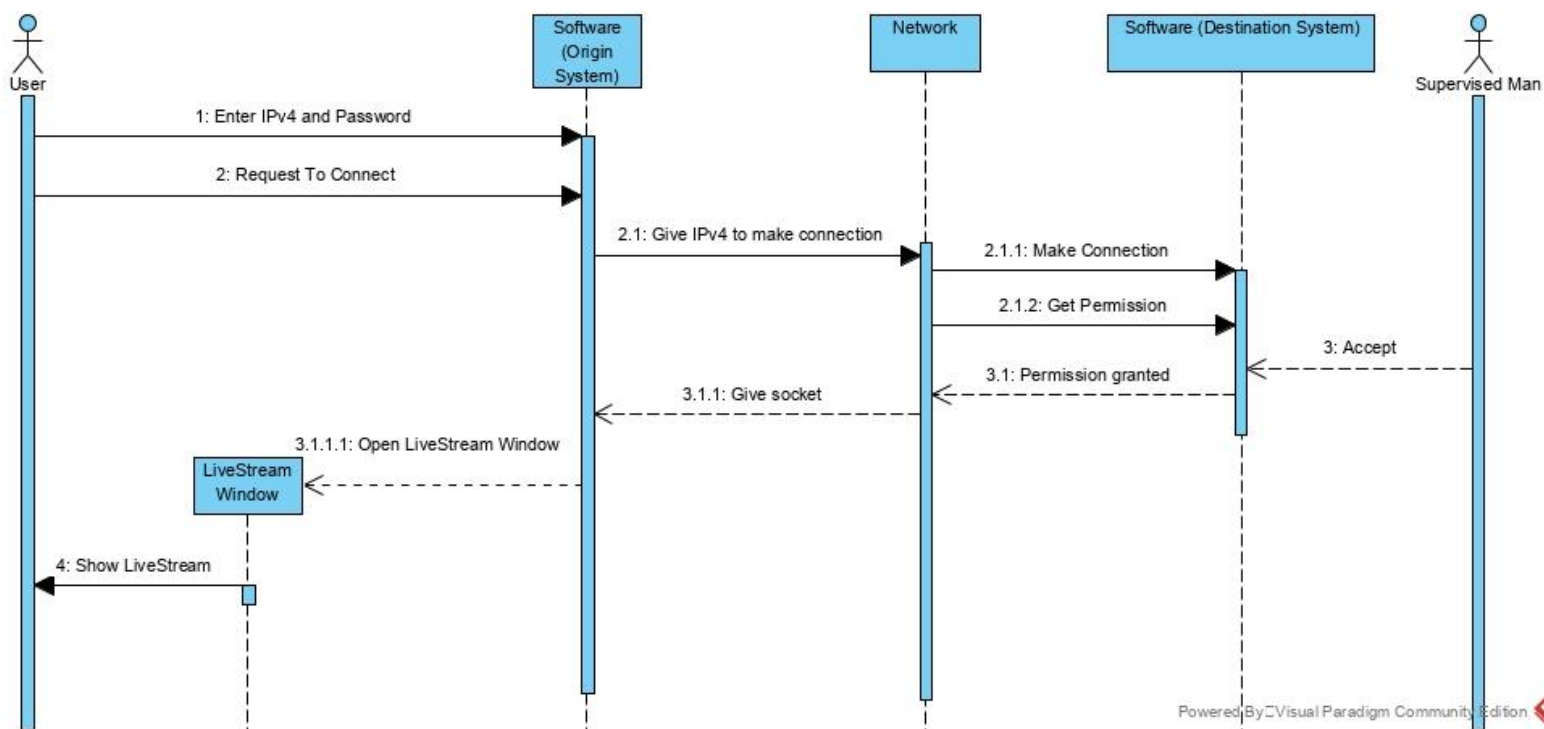 Software
(Origin
System)
Network
Software (Destination System)
User
Supervised Man
1: Enter IPv4 and Password
2: Request To Connect
2.1: Give IPv4 to make connection
2.1.1: Make Connection
2.1.2: Get Permission
3: Accept
3.1: Permission granted
3.1.1: Give socket
3.1.1.1: Open LiveStream Window
LiveStream
Window
4: Show LiveStream
Powered By Visual Paradigm Community Edition